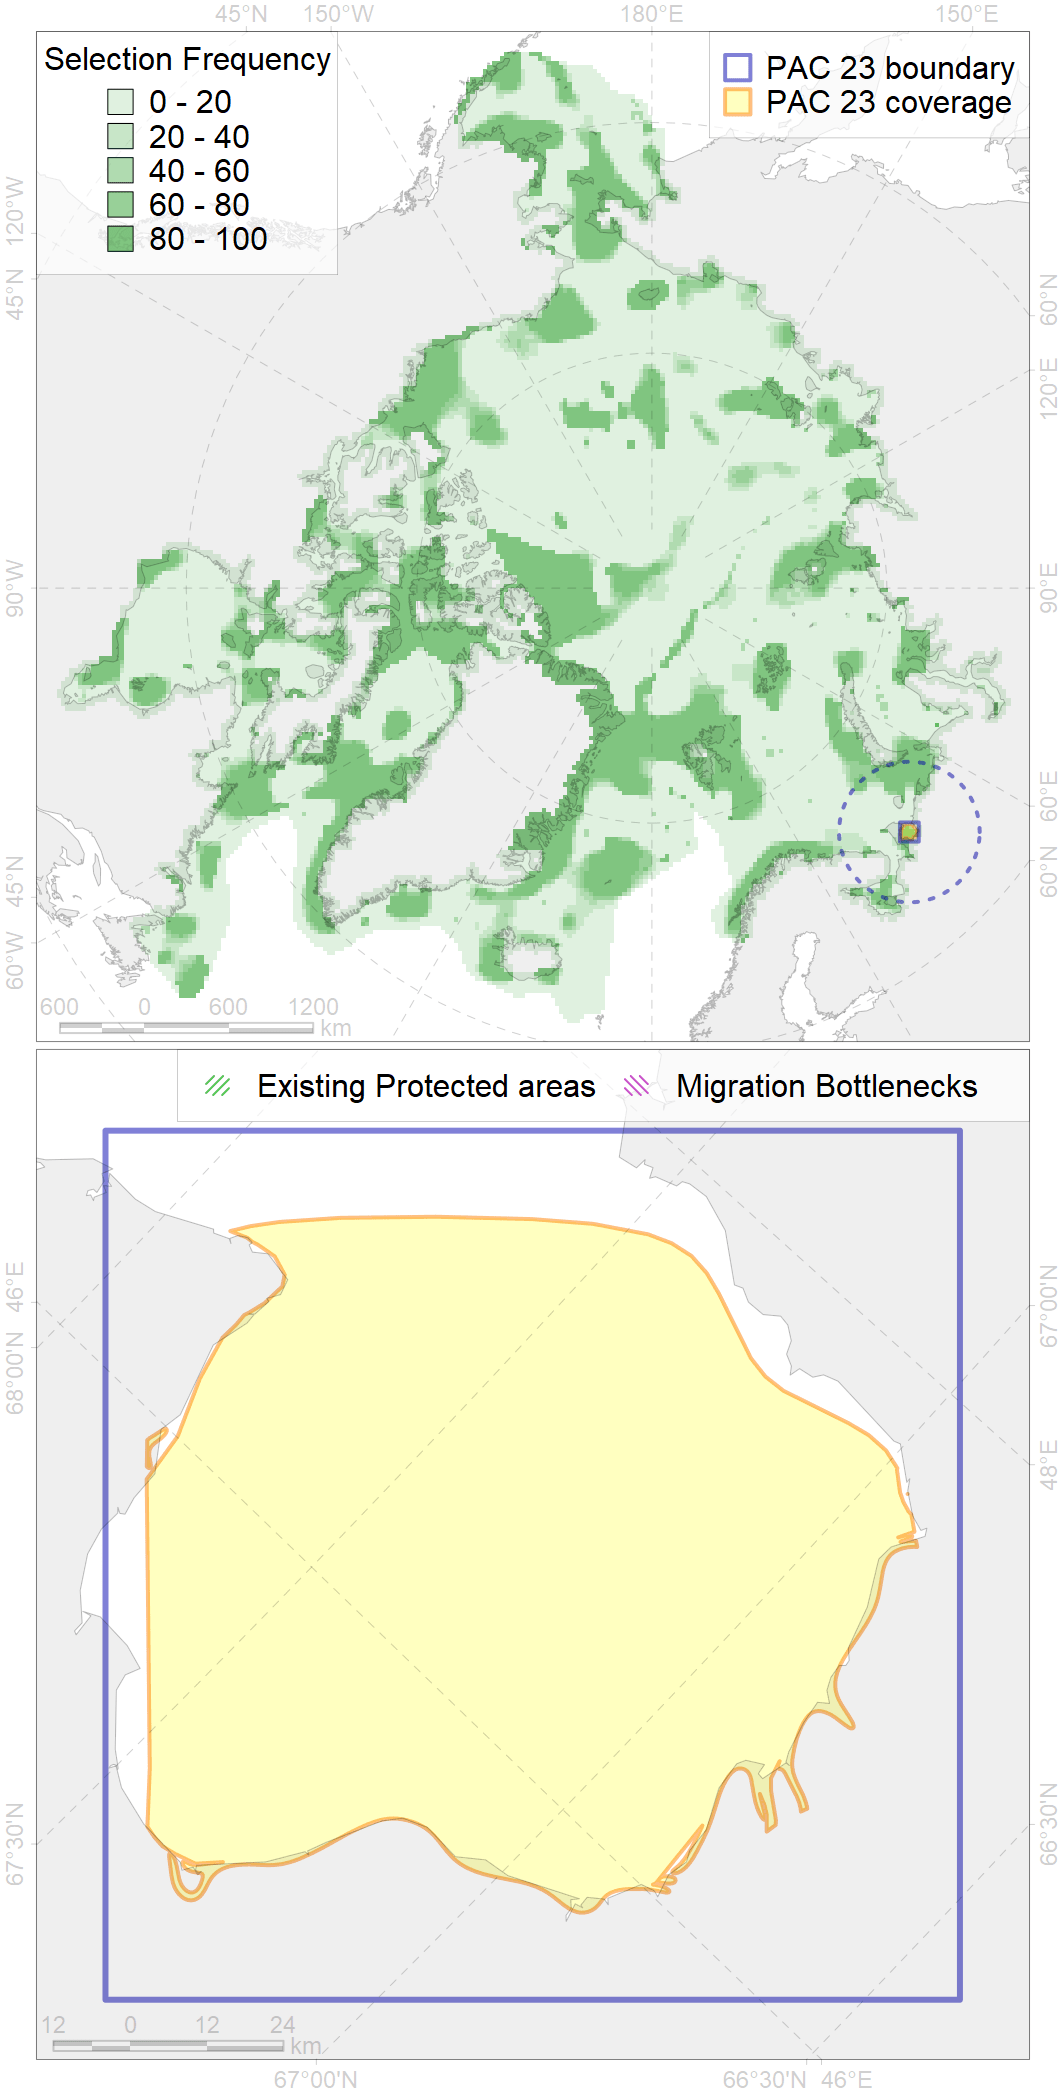 45°N 150°W 180°E 150°E
Selection Frequency
0 - 20
20 - 40
40 - 60
60 - 80
80 - 100
PAC 23 boundary
PAC 23 coverage
120°W
45°N
90°W
45°N
60°W
60°N
120°E
90°E
60°E
60°N
600 0 600 1200
km
Existing Protected areas
Migration Bottlenecks
46°E
68°00'N
67°30'N
67°00'N
48°E
66°30'N
12 0 12 24
km
67°00'N 66°30'N 46°E